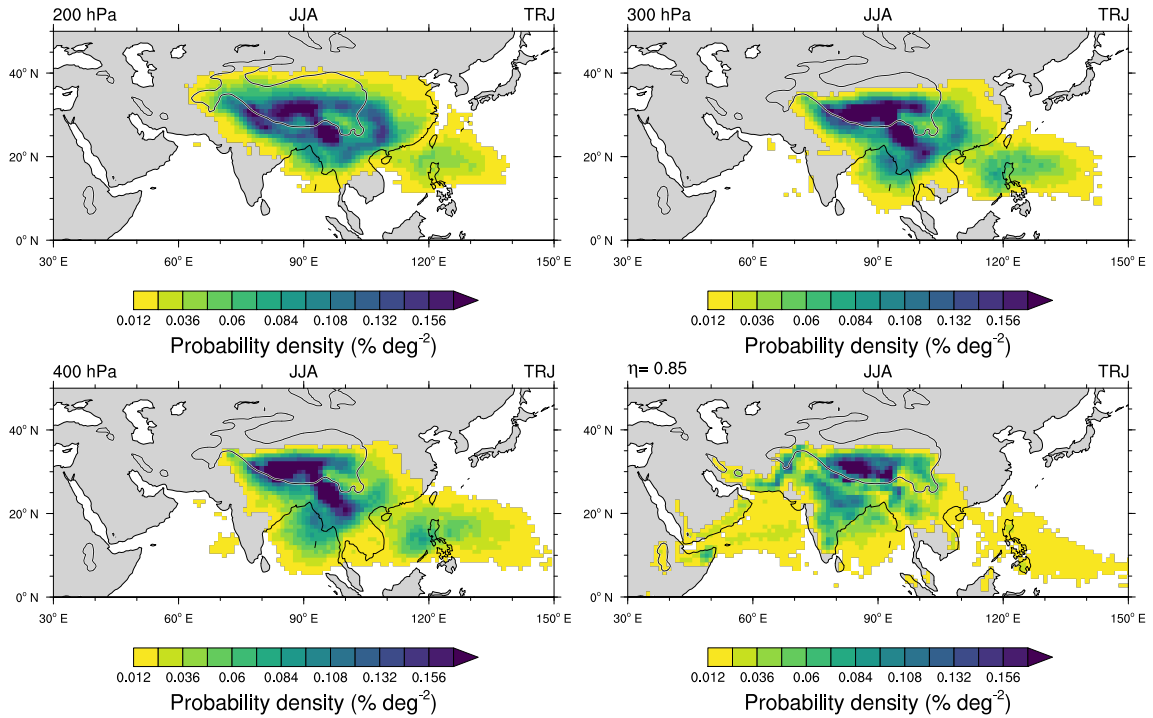 200 hPa JJA TRJ
40° N
20° N
0° N
30° E 60° E 90° E 120° E 150° E
0.012 0.036 0.06 0.084 0.108 0.132 0.156
Probability density (% deg⁻²)
300 hPa JJA TRJ
40° N
20° N
0° N
30° E 60° E 90° E 120° E 150° E
0.012 0.036 0.06 0.084 0.108 0.132 0.156
Probability density (% deg⁻²)
400 hPa JJA TRJ
40° N
20° N
0° N
30° E 60° E 90° E 120° E 150° E
0.012 0.036 0.06 0.084 0.108 0.132 0.156
Probability density (% deg⁻²)
η= 0.85 JJA TRJ
40° N
20° N
0° N
30° E 60° E 90° E 120° E 150° E
0.012 0.036 0.06 0.084 0.108 0.132 0.156
Probability density (% deg⁻²)